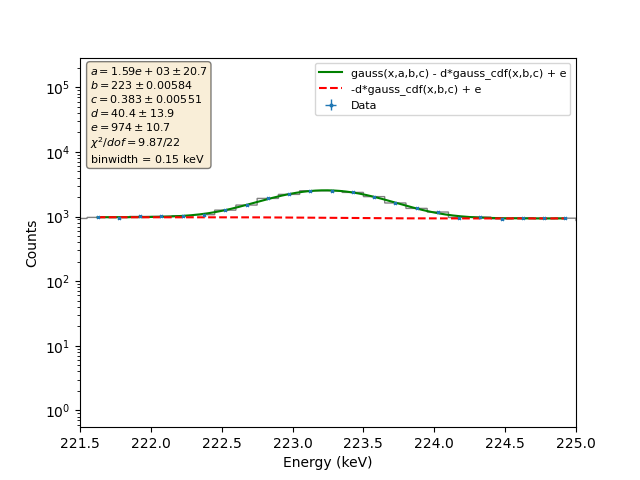 a = 1.59e + 03 ± 20.7
b = 223 ± 0.00584
c = 0.383 ± 0.00551
d = 40.4 ± 13.9
e = 974 ± 10.7
χ²/dof = 9.87/22
binwidth = 0.15 keV
gauss(x,a,b,c) - d*gauss_cdf(x,b,c) + e
-d*gauss_cdf(x,b,c) + e
Data
10⁵
10⁴
10³
10²
10¹
10⁰
Counts
221.5 222.0 222.5 223.0 223.5 224.0 224.5 225.0
Energy (keV)